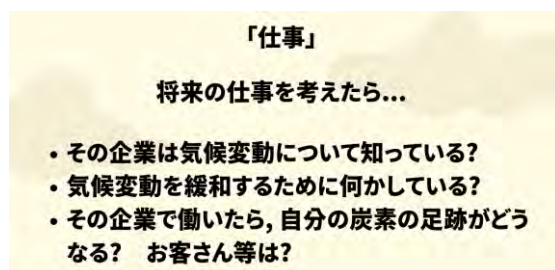 「仕事」
将来の仕事を考えたら...
• その企業は気候変動について知っている?
• 気候変動を緩和するために何かしている?
• その企業で働いたら, 自分の炭素の足跡がどう
なる? お客さん等は?